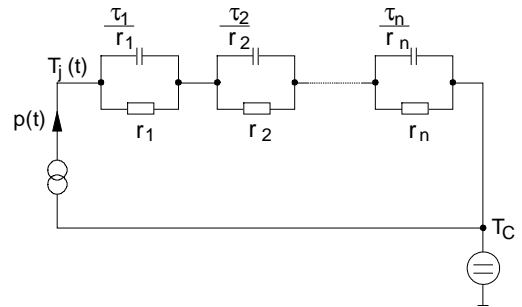 τ1/r1 τ2/r2 τn/rn
Tj(t)
r1 r2 rn
p(t)
TC